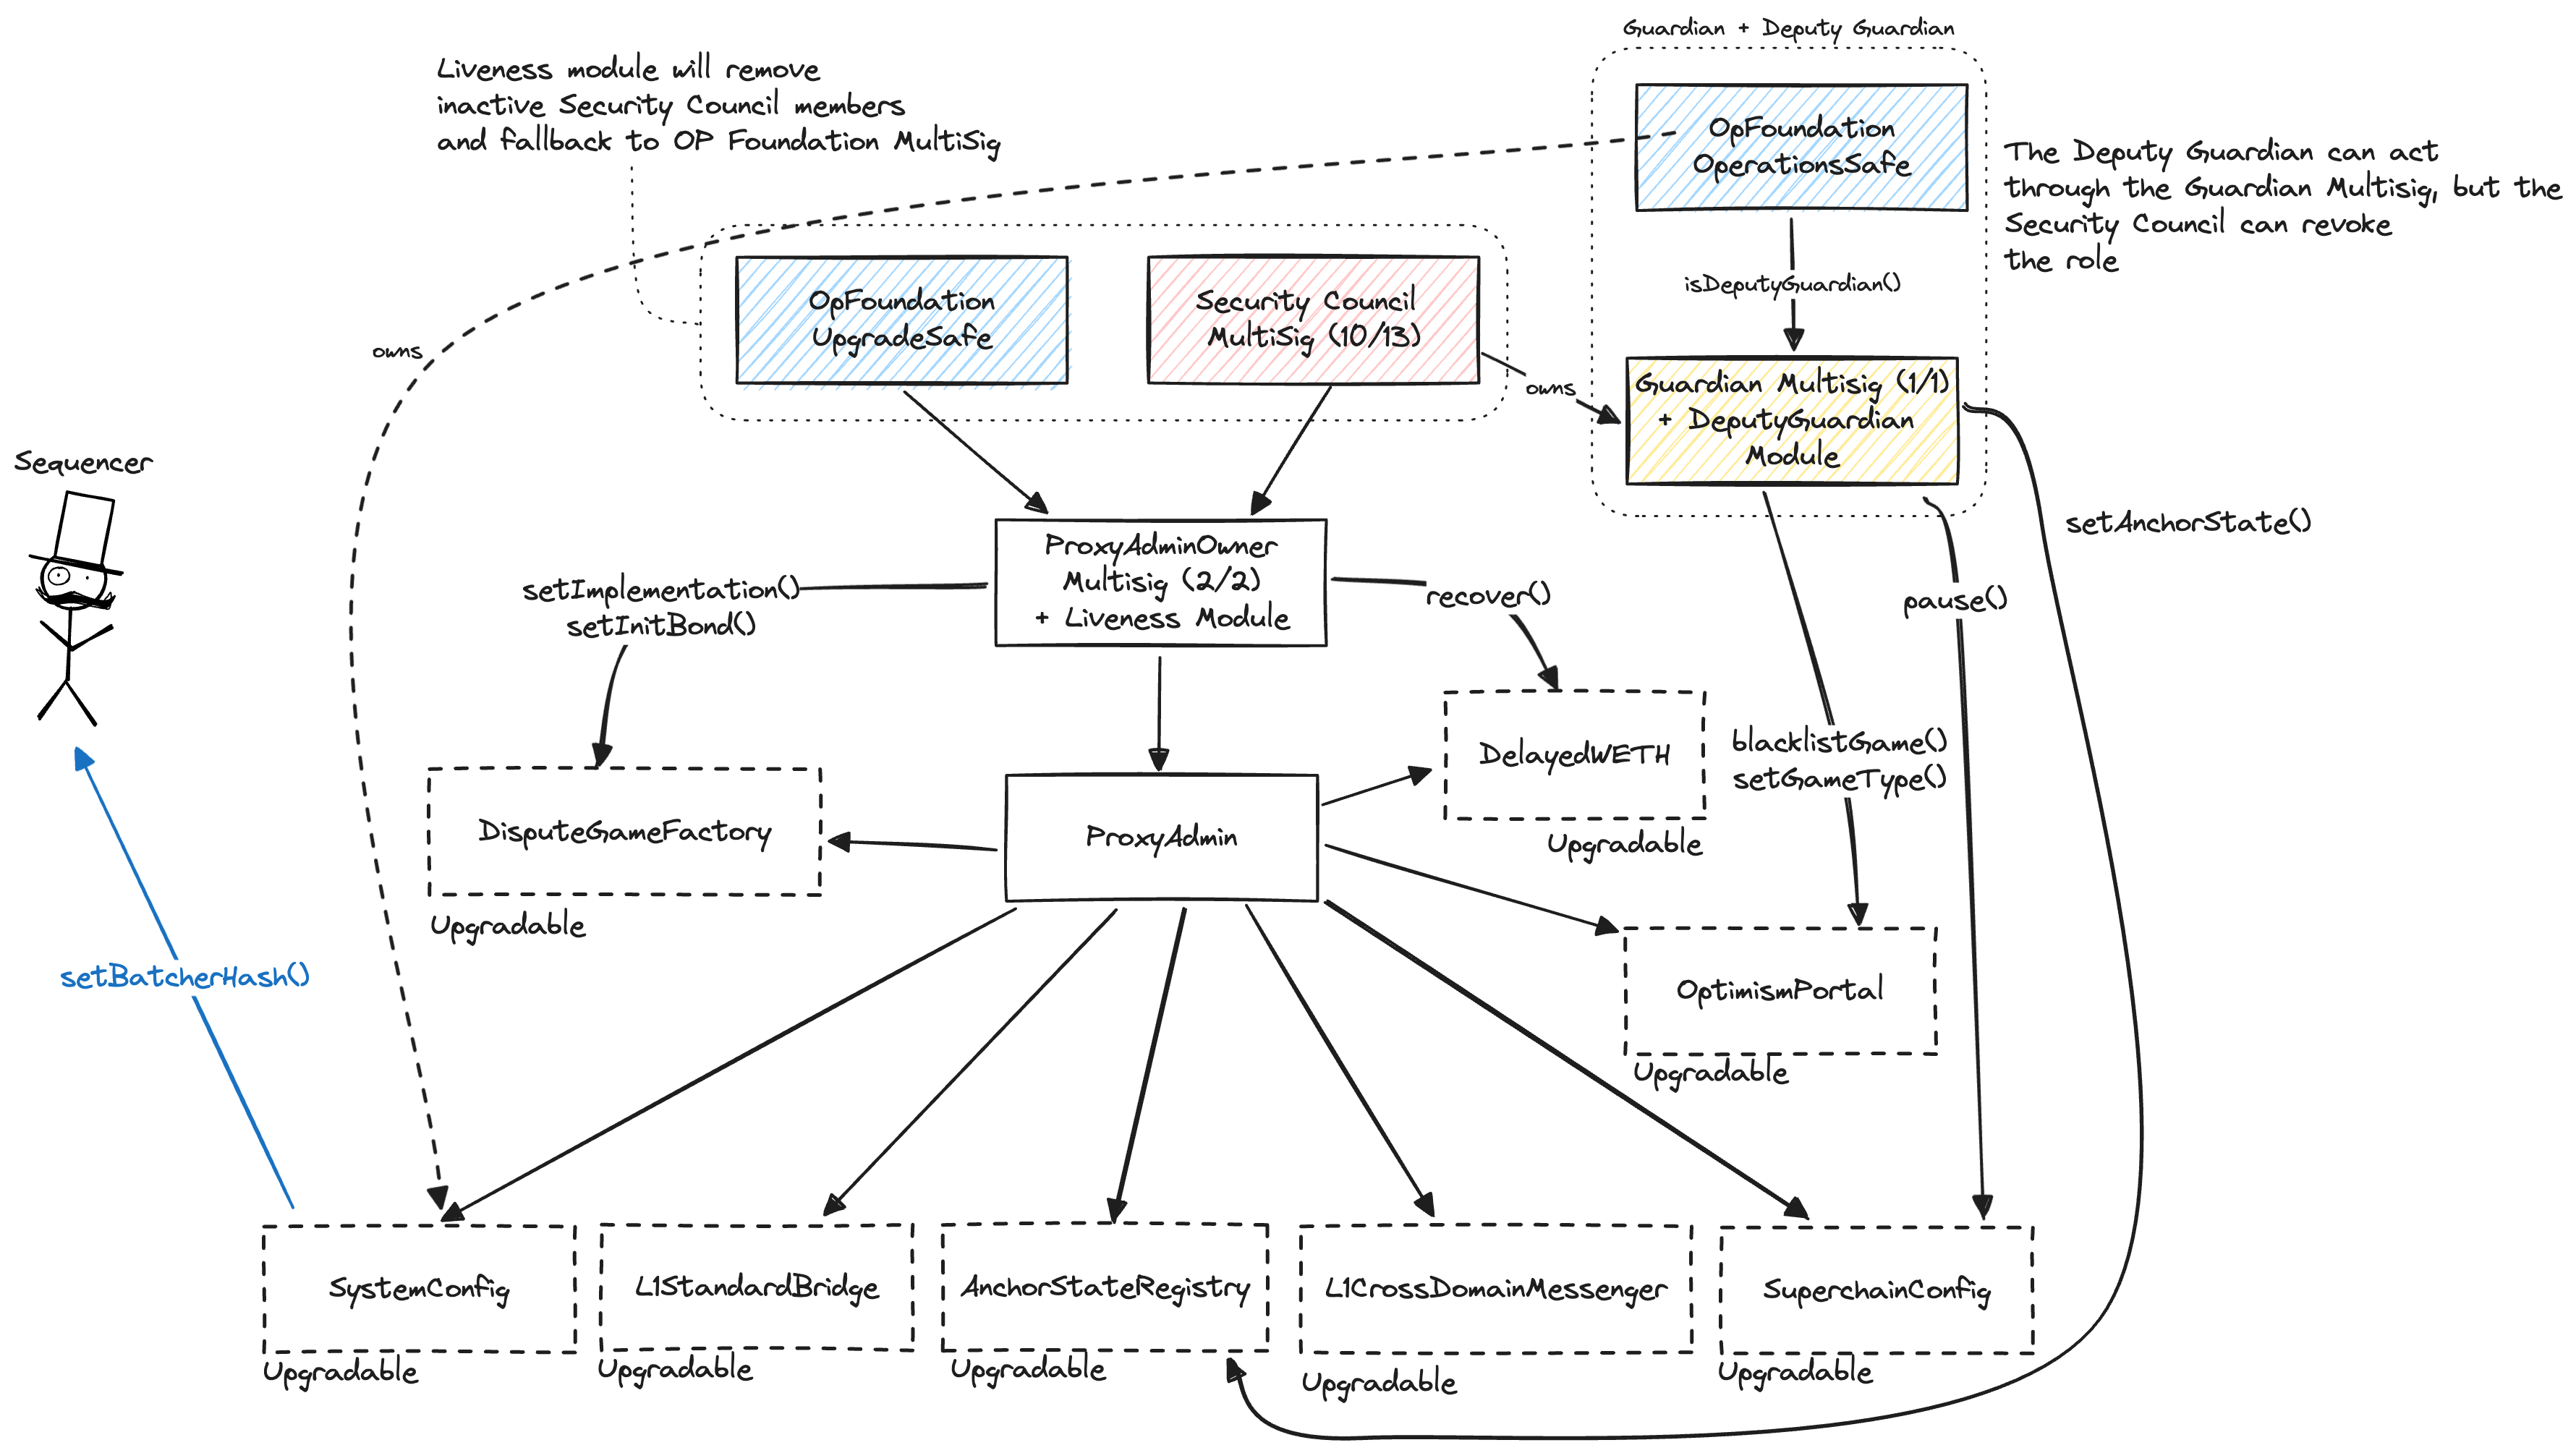 Guardian + Deputy Guardian
Liveness module will remove
inactive Security Council members
and fallback to OP Foundation MultiSig
OpFoundation
OperationsSafe
The Deputy Guardian can act
through the Guardian Multisig, but the
Security Council can revoke
the role
isDeputyGuardian()
OpFoundation
UpgradeSafe
Security Council
MultiSig (10/13)
owns
owns
Guardian Multisig (1/1)
+ DeputyGuardian
Module
Sequencer
setAnchorState()
ProxyAdminOwner
Multisig (2/2)
+ Liveness Module
setImplementation()
setInitBond()
recover()
pause()
DelayedWETH
Upgradable
blacklistGame()
setGameType()
DisputeGameFactory
Upgradable
ProxyAdmin
setBatcherHash()
OptimismPortal
Upgradable
SystemConfig
Upgradable
L1StandardBridge
Upgradable
AnchorStateRegistry
Upgradable
L1CrossDomainMessenger
Upgradable
SuperchainConfig
Upgradable